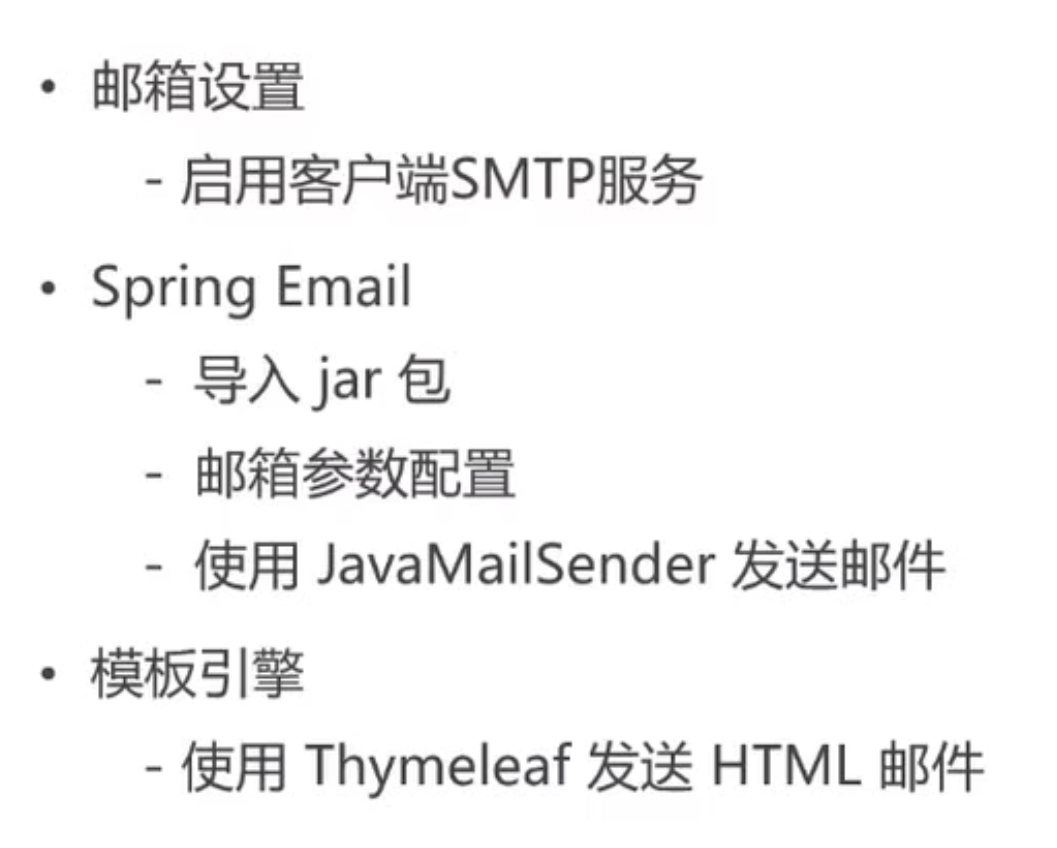 • 邮箱设置
- 启用客户端SMTP服务
• Spring Email
- 导入 jar 包
- 邮箱参数配置
- 使用 JavaMailSender 发送邮件
• 模板引擎
- 使用 Thymeleaf 发送 HTML 邮件